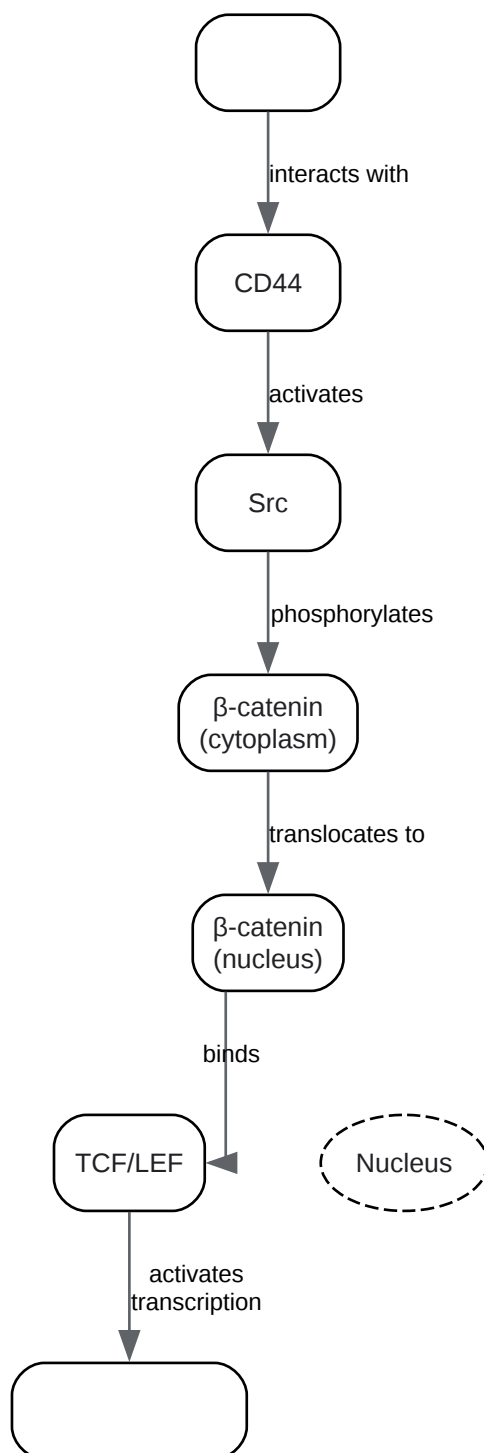 interacts with
CD44
activates
Src
phosphorylates
β-catenin
(cytoplasm)
translocates to
β-catenin
(nucleus)
binds
TCF/LEF
Nucleus
activates
transcription